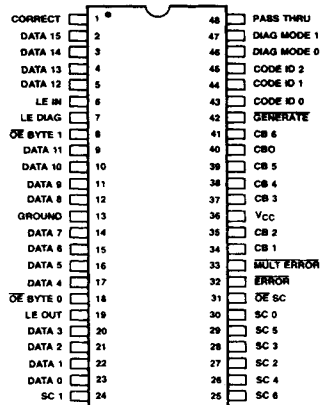 CORRECT 1 48 PASS THRU
DATA 15 2 47 DIAG MODE 1
DATA 14 3 46 DIAG MODE 0
DATA 13 4 45 CODE ID 2
DATA 12 5 44 CODE ID 1
LE IN 6 43 CODE ID 0
LE DIAG 7 42 GENERATE
OE BYTE 1 8 41 CB 6
DATA 11 9 40 CB0
DATA 10 10 39 CB 5
DATA 9 11 38 CB 4
DATA 8 12 37 CB 3
GROUND 13 36 VCC
DATA 7 14 35 CB 2
DATA 6 15 34 CB 1
DATA 5 16 33 MULT ERROR
DATA 4 17 32 ERROR
OE BYTE 0 18 31 OE SC
LE OUT 19 30 SC 0
DATA 3 20 29 SC 5
DATA 2 21 28 SC 3
DATA 1 22 27 SC 2
DATA 0 23 26 SC 4
SC 1 24 25 SC 6